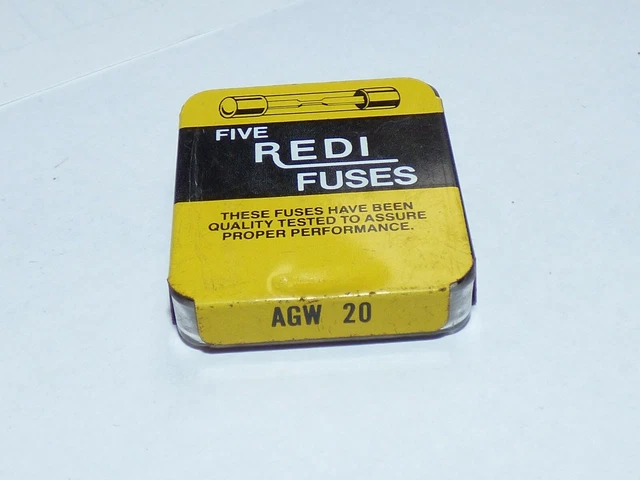 FIVE
REDI
FUSES
THESE FUSES HAVE BEEN
QUALITY TESTED TO ASSURE
PROPER PERFORMANCE.
AGW 20